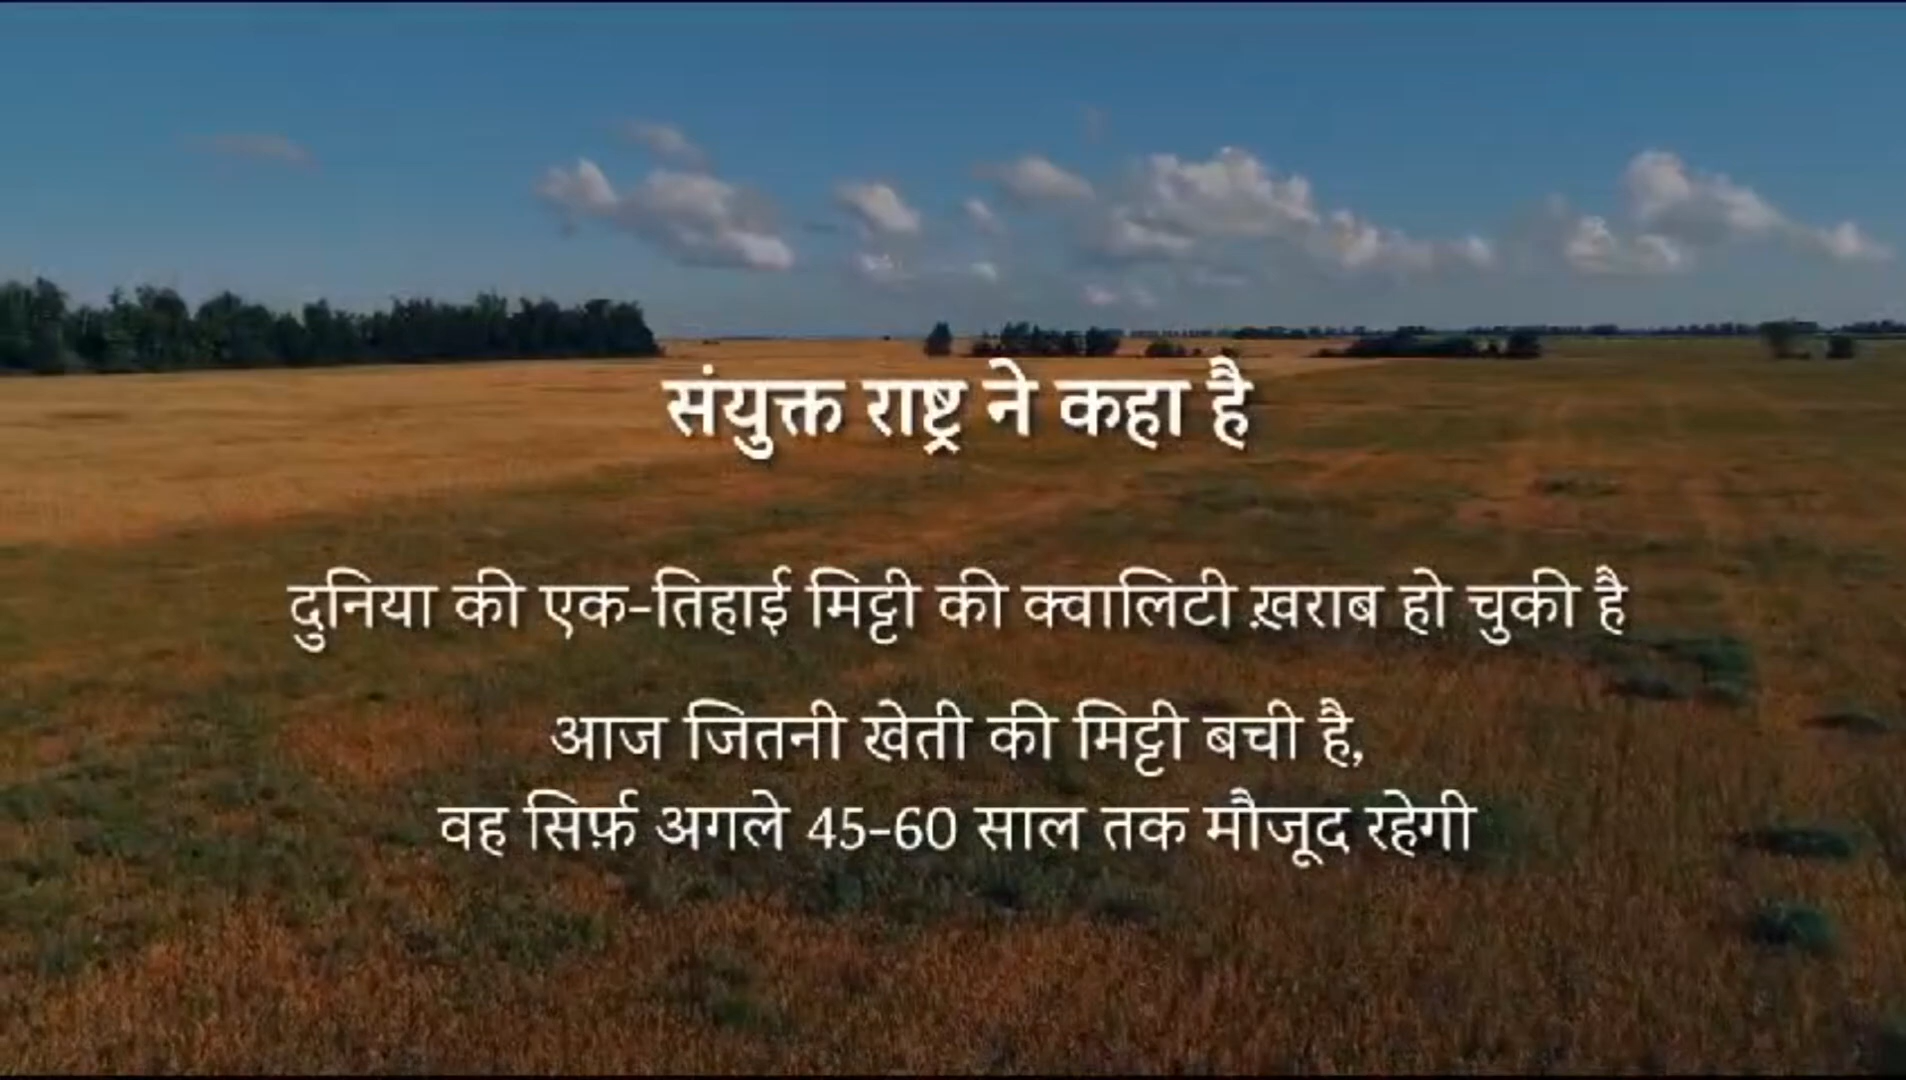 संयुक्त राष्ट्र ने कहा है
दुनिया की एक-तिहाई मिट्टी की क्वालिटी ख़राब हो चुकी है
आज जितनी खेती की मिट्टी बची है,
वह सिर्फ़ अगले 45-60 साल तक मौजूद रहेगी